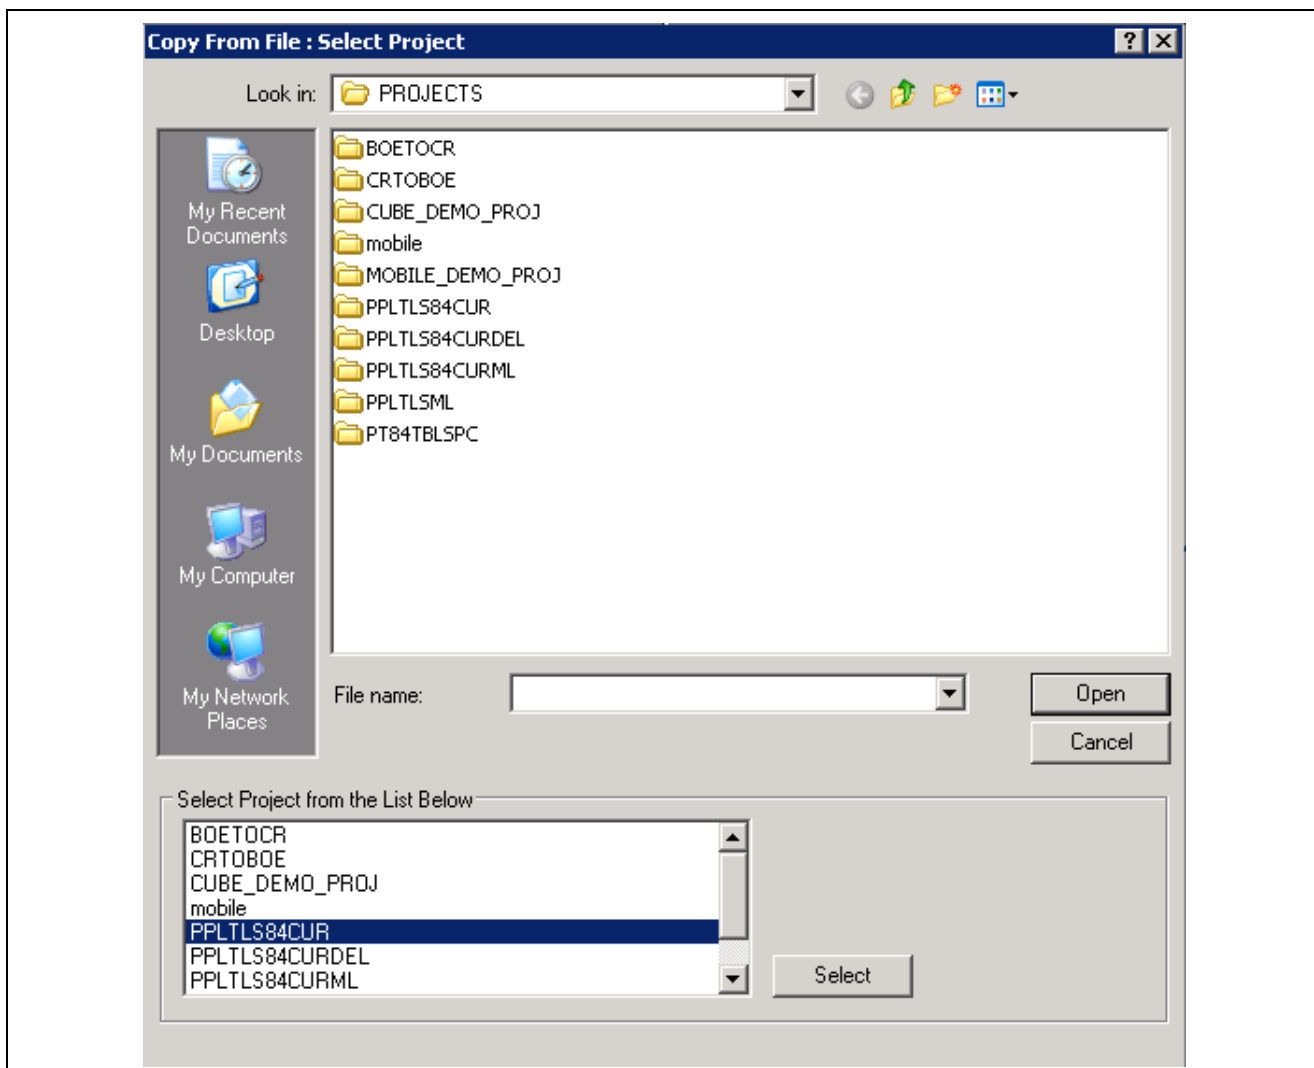 Copy From File : Select Project
Look in:
PROJECTS
My Recent
Documents
Desktop
My Documents
My Computer
My Network
Places
BOETOCR
CRTOBOE
CUBE_DEMO_PROJ
mobile
MOBILE_DEMO_PROJ
PPLTLS84CUR
PPLTLS84CURDEL
PPLTLS84CURML
PPLTLSML
PT84TBLSPC
File name:
Open
Cancel
Select Project from the List Below
BOETOCR
CRTOBOE
CUBE_DEMO_PROJ
mobile
PPLTLS84CUR
PPLTLS84CURDEL
PPLTLS84CURML
Select